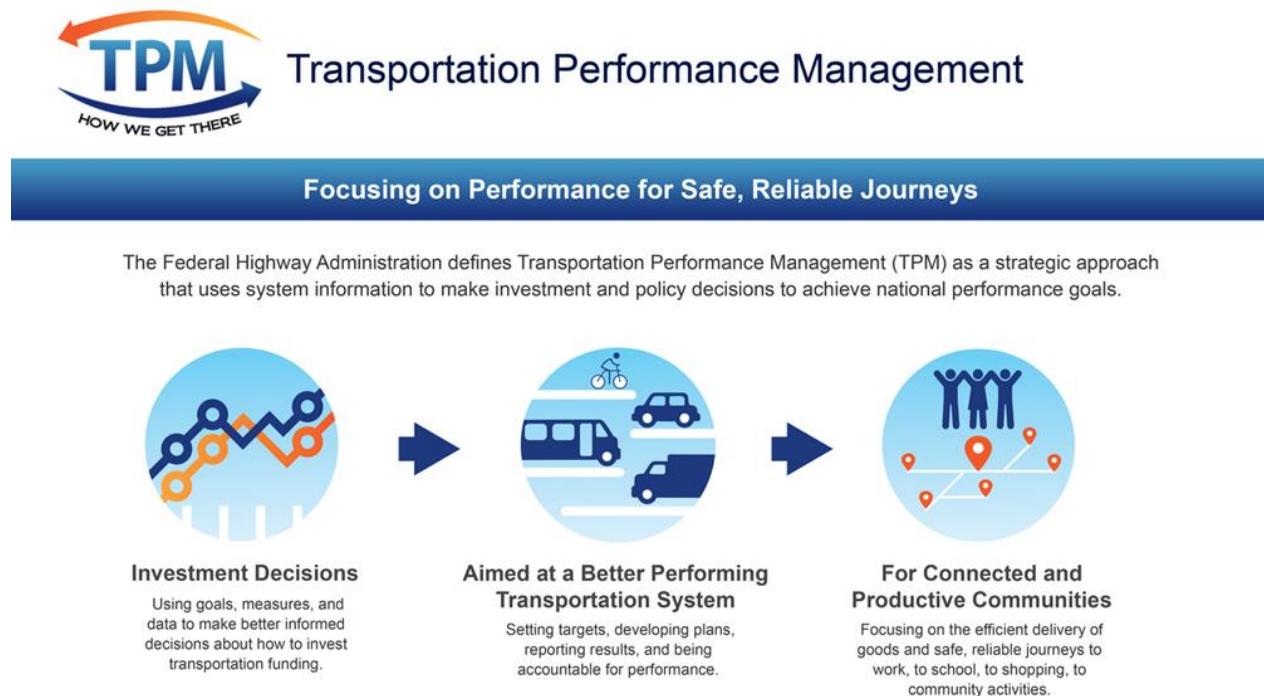 TPM
HOW WE GET THERE
Transportation Performance Management
Focusing on Performance for Safe, Reliable Journeys
The Federal Highway Administration defines Transportation Performance Management (TPM) as a strategic approach
that uses system information to make investment and policy decisions to achieve national performance goals.
Investment Decisions
Using goals, measures, and
data to make better informed
decisions about how to invest
transportation funding.
Aimed at a Better Performing
Transportation System
Setting targets, developing plans,
reporting results, and being
accountable for performance.
For Connected and
Productive Communities
Focusing on the efficient delivery of
goods and safe, reliable journeys to
work, to school, to shopping, to
community activities.